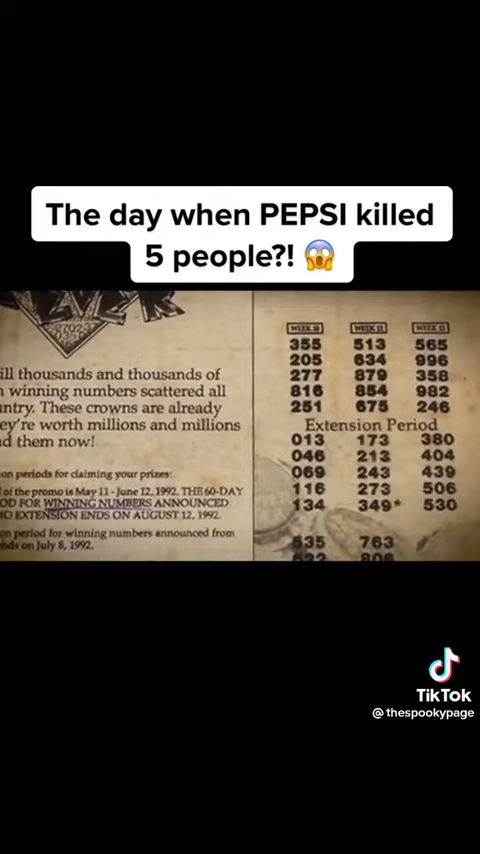 The day when PEPSI killed
5 people?! 😱
ill thousands and thousands of
winning numbers scattered all
ntry. These crowns are already
ey're worth millions and millions
d them now!
ion periods for claiming your prizes:
of the promo is May 11 - June 12, 1992. THE 60-DAY
OD FOR WINNING NUMBERS ANNOUNCED
MO EXTENSION ENDS ON AUGUST 12, 1992.
on period for winning numbers announced from
nds on July 8, 1992.
WEEK 10 WEEK 11 WEEK 12
355 513 565
205 634 996
277 879 358
816 854 982
251 675 246
Extension Period
013 173 380
046 213 404
069 243 439
116 273 506
134 349* 530
535 763
TikTok
@thespookypage